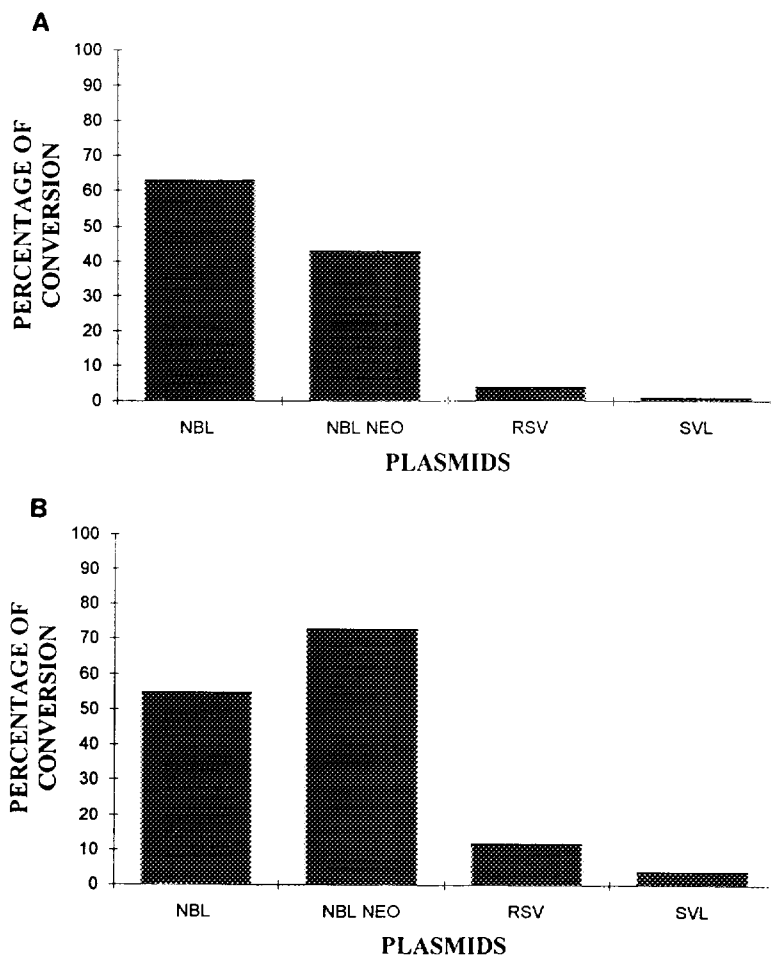 A
PERCENTAGE OF
CONVERSION
100
90
80
70
60
50
40
30
20
10
0
NBL
NBL NEO
RSV
SVL
PLASMIDS
B
PERCENTAGE OF
CONVERSION
100
90
80
70
60
50
40
30
20
10
0
NBL
NBL NEO
RSV
SVL
PLASMIDS